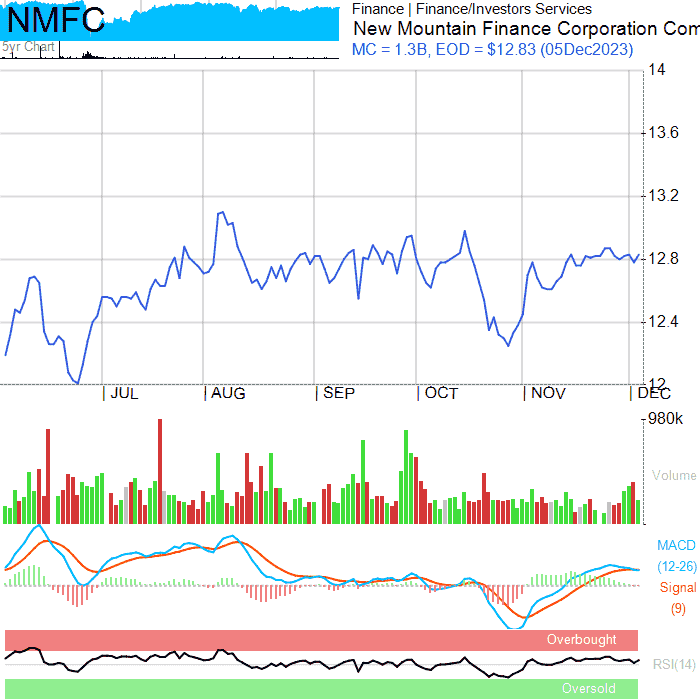 NMFC
5yr Chart
Finance | Finance/Investors Services
New Mountain Finance Corporation Com
MC = 1.3B, EOD = $12.83 (05Dec2023)
14
13.6
13.2
12.8
12.4
12
JUL
AUG
SEP
OCT
NOV
DEC
980k
Volume
MACD
(12-26)
Signal
(9)
Overbought
RSI(14)
Oversold